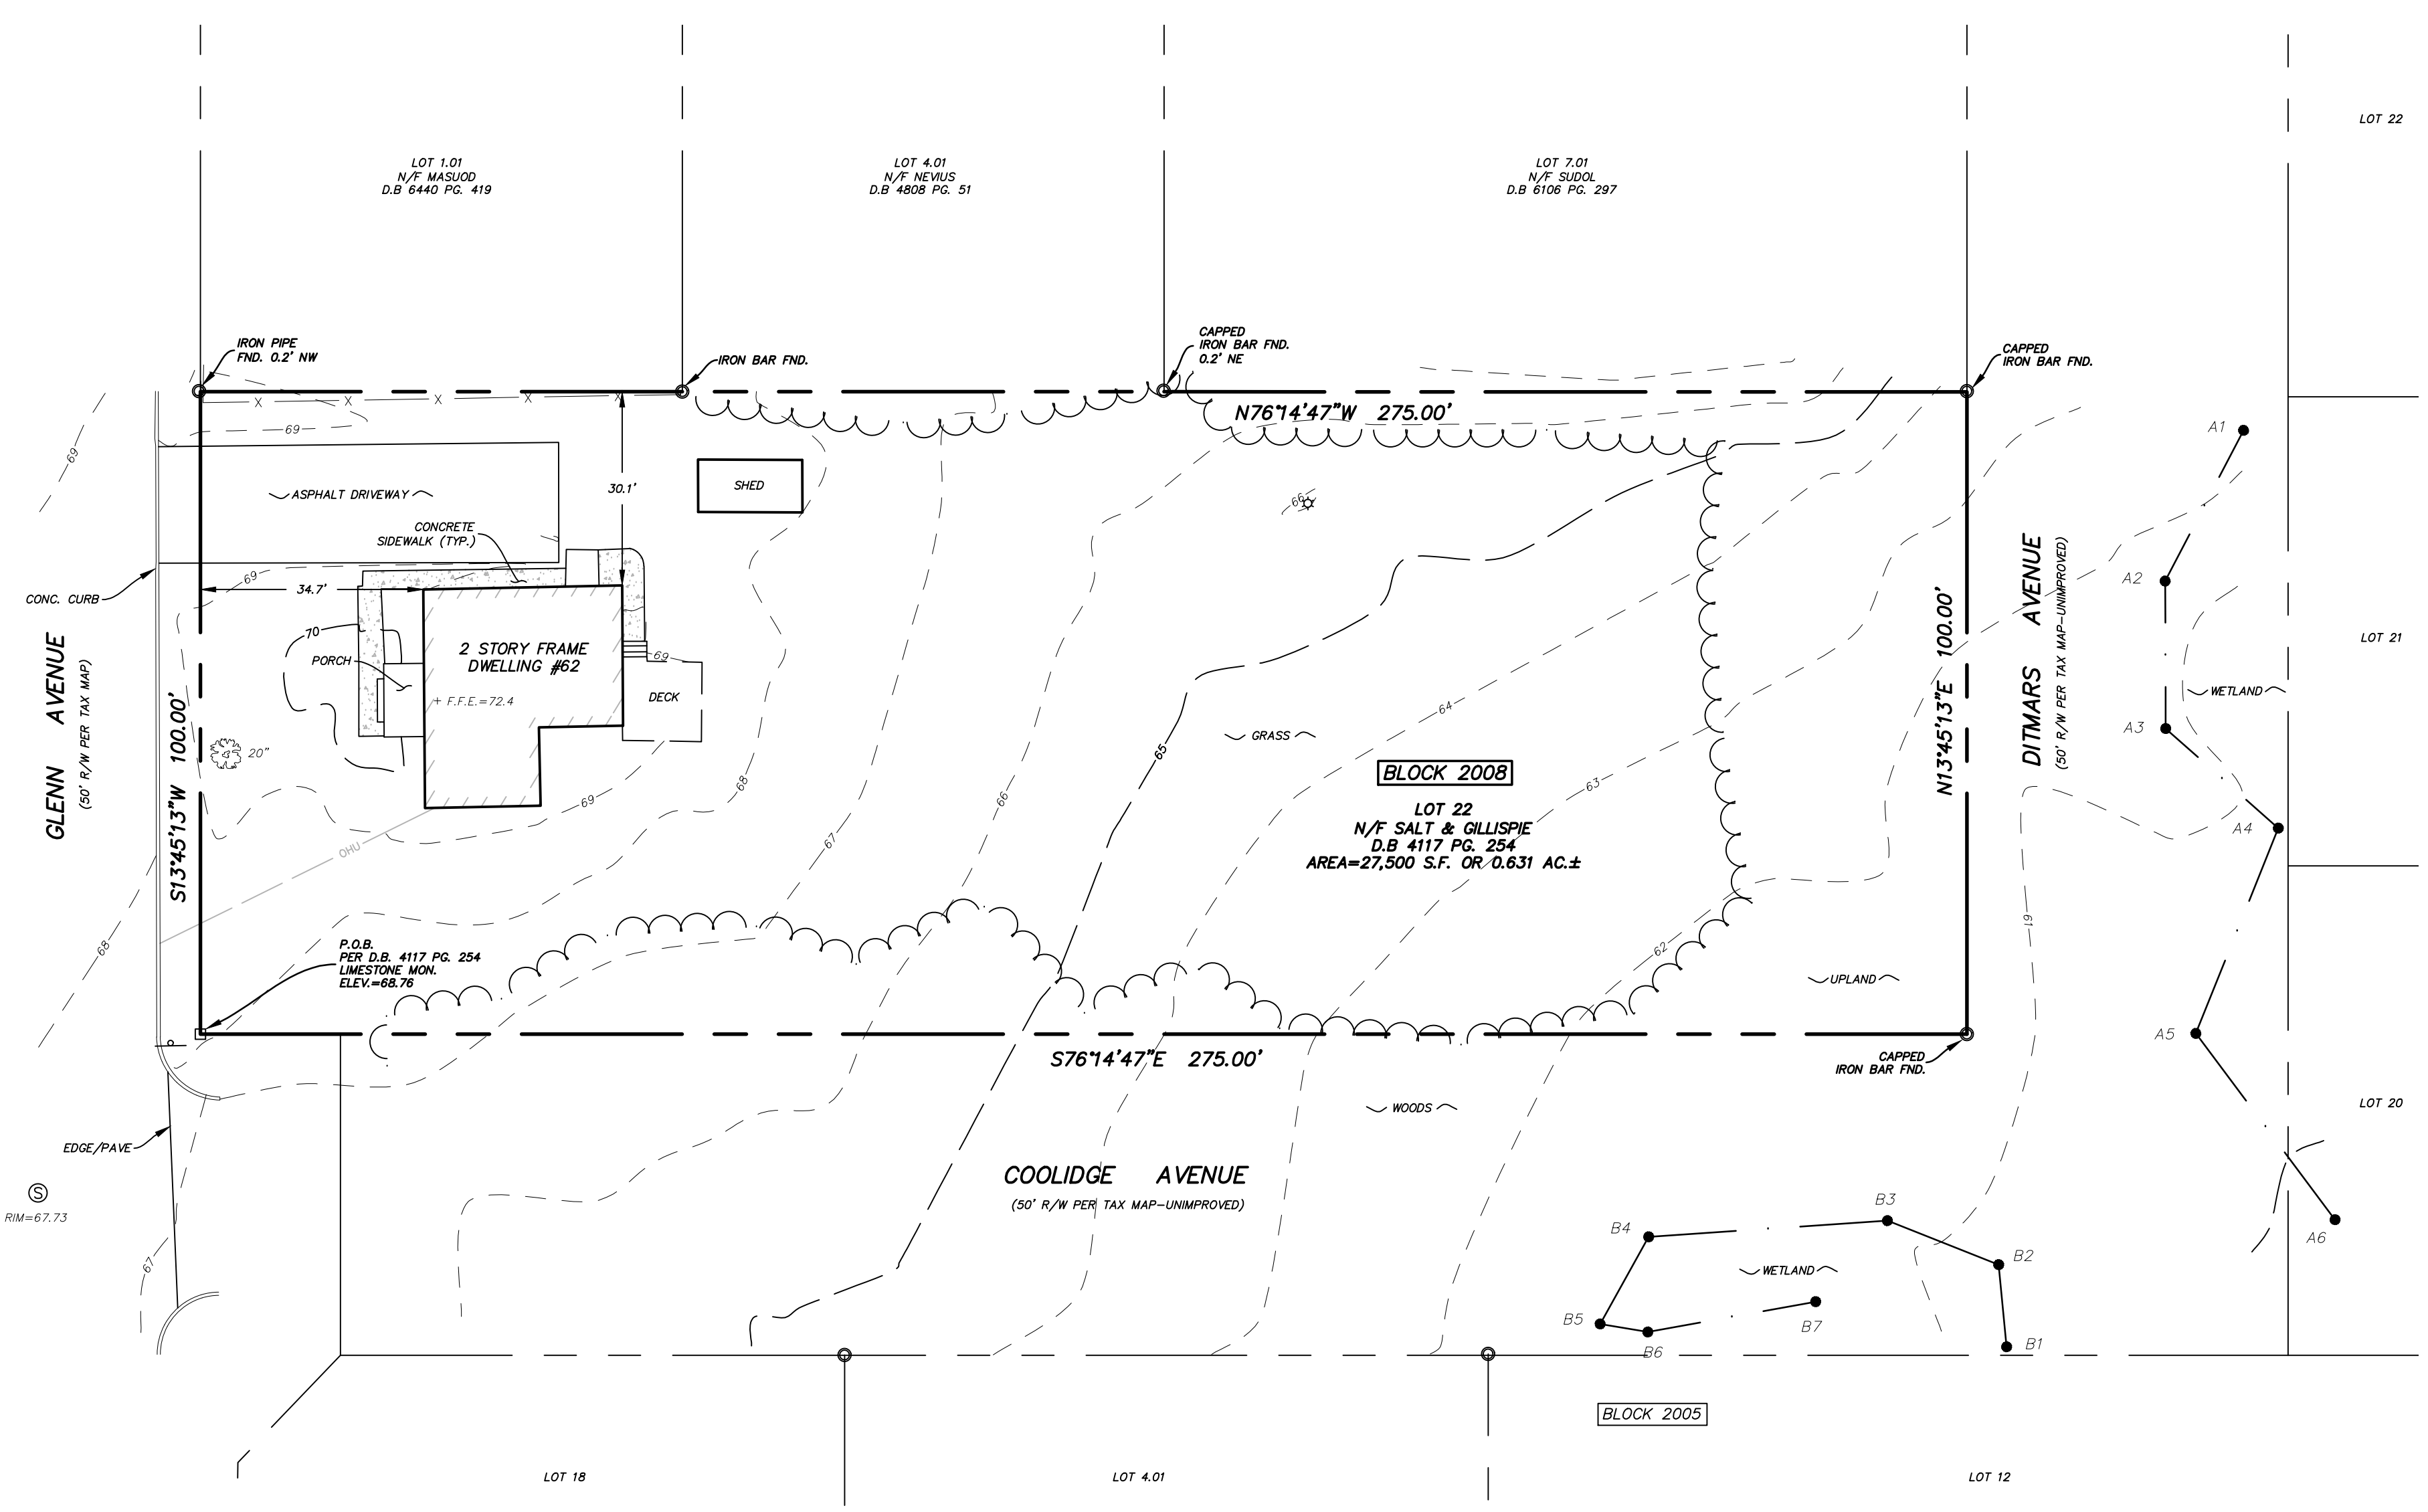 LOT 22
LOT 1.01
N/F MASUOD
D.B 6440 PG. 419
LOT 4.01
N/F NEVIUS
D.B 4808 PG. 51
LOT 7.01
N/F SUDOL
D.B 6106 PG. 297
IRON PIPE
FND. 0.2' NW
IRON BAR FND.
CAPPED
IRON BAR FND.
0.2' NE
CAPPED
IRON BAR FND.
N76°14'47"W 275.00'
X
X
X
X
X
69
69
A1
ASPHALT DRIVEWAY
30.1'
SHED
66
CONCRETE
SIDEWALK (TYP.)
CONC. CURB
69
34.7'
A2
GLENN AVENUE
(50' R/W PER TAX MAP)
S13°45'13"W 100.00'
70
PORCH
2 STORY FRAME
DWELLING #62
+ F.F.E.=72.4
69
DECK
20"
69
68
OHU
67
66
65
64
63
GRASS
BLOCK 2008
LOT 22
N/F SALT & GILLISPIE
D.B 4117 PG. 254
AREA=27,500 S.F. OR 0.631 AC.±
N13°45'13"E 100.00'
DITMARS AVENUE
(50' R/W PER TAX MAP-UNIMPROVED)
LOT 21
WETLAND
A3
A4
61
62
68
P.O.B.
PER D.B. 4117 PG. 254
LIMESTONE MON.
ELEV.=68.76
UPLAND
A5
S76°14'47"E 275.00'
CAPPED
IRON BAR FND.
WOODS
LOT 20
EDGE/PAVE
COOLIDGE AVENUE
(50' R/W PER TAX MAP-UNIMPROVED)
S
RIM=67.73
67
B3
B4
A6
B2
WETLAND
B5
B7
B6
B1
BLOCK 2005
LOT 18
LOT 4.01
LOT 12